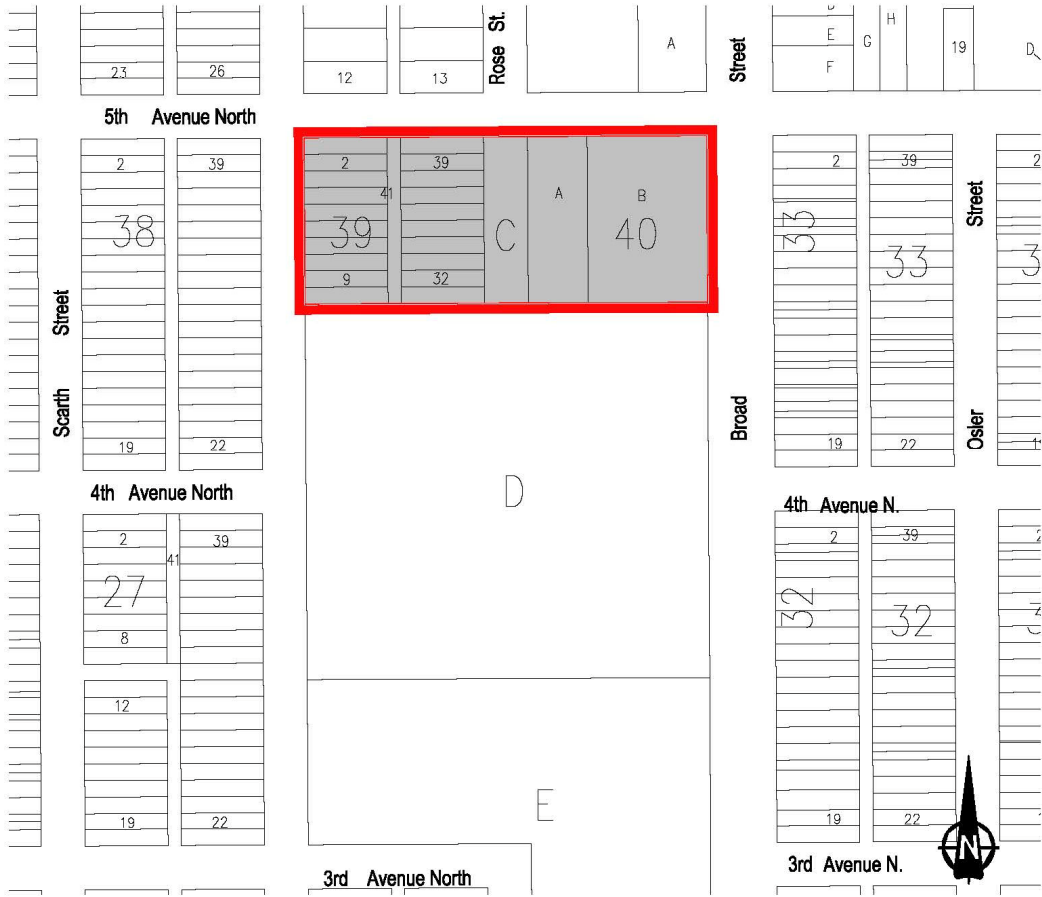 Rose St.
Street
A
E
F
G
H
19
D
23
26
12
13
5th Avenue North
2
39
38
2
39
41
39
9
32
C
A
B
40
2
39
33
33
Street
2
Scarth Street
19
22
Broad
19
22
Osler
4th Avenue North
D
4th Avenue N.
2
39
41
27
8
12
19
22
2
39
32
32
E
19
22
N
3rd Avenue North
3rd Avenue N.